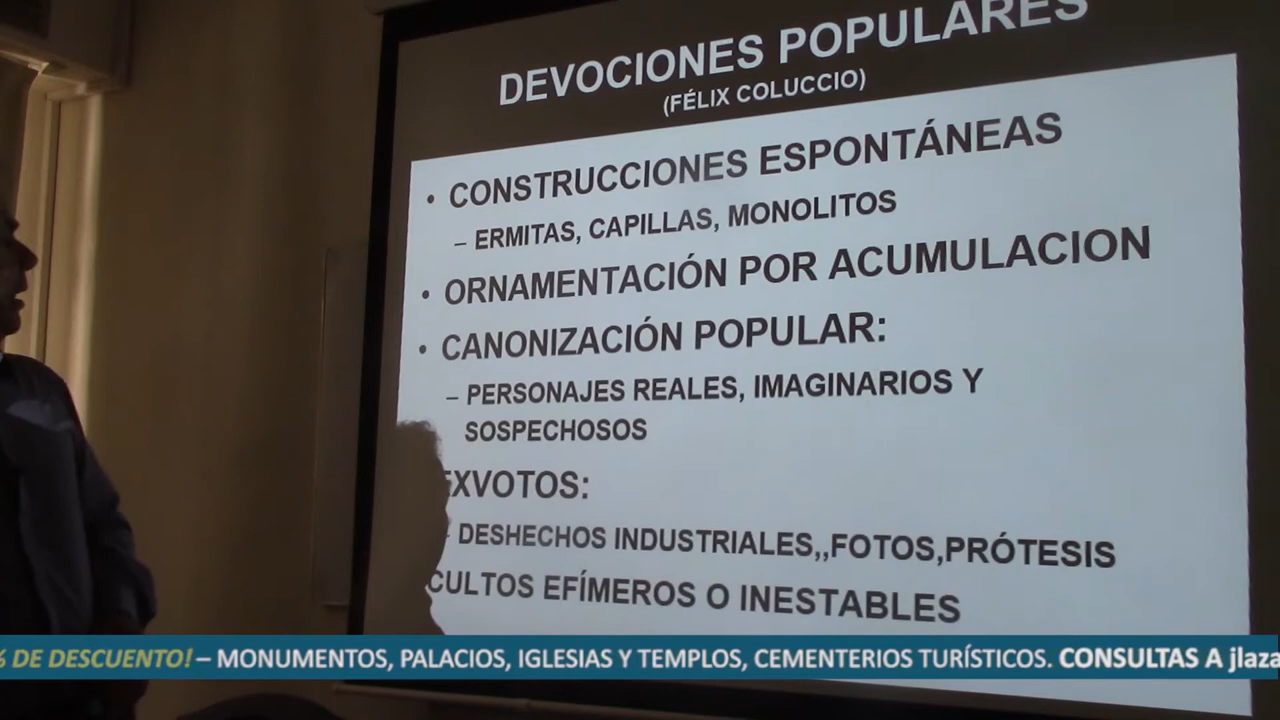 DEVOCIONES POPULARES
(FÉLIX COLUCCIO)
• CONSTRUCCIONES ESPONTÁNEAS
– ERMITAS, CAPILLAS, MONOLITOS
• ORNAMENTACIÓN POR ACUMULACION
• CANONIZACIÓN POPULAR:
– PERSONAJES REALES, IMAGINARIOS Y
SOSPECHOSOS
EXVOTOS:
- DESHECHOS INDUSTRIALES,,FOTOS,PRÓTESIS
CULTOS EFÍMEROS O INESTABLES
% DE DESCUENTO! – MONUMENTOS, PALACIOS, IGLESIAS Y TEMPLOS, CEMENTERIOS TURÍSTICOS. CONSULTAS A jlaza